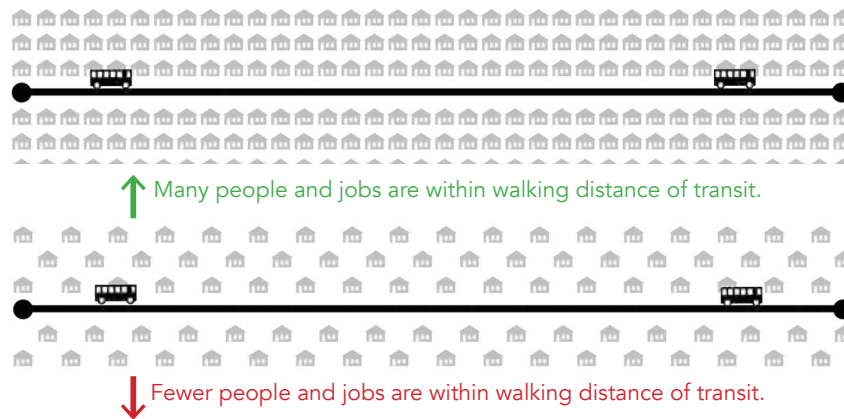 Many people and jobs are within walking distance of transit.
Fewer people and jobs are within walking distance of transit.